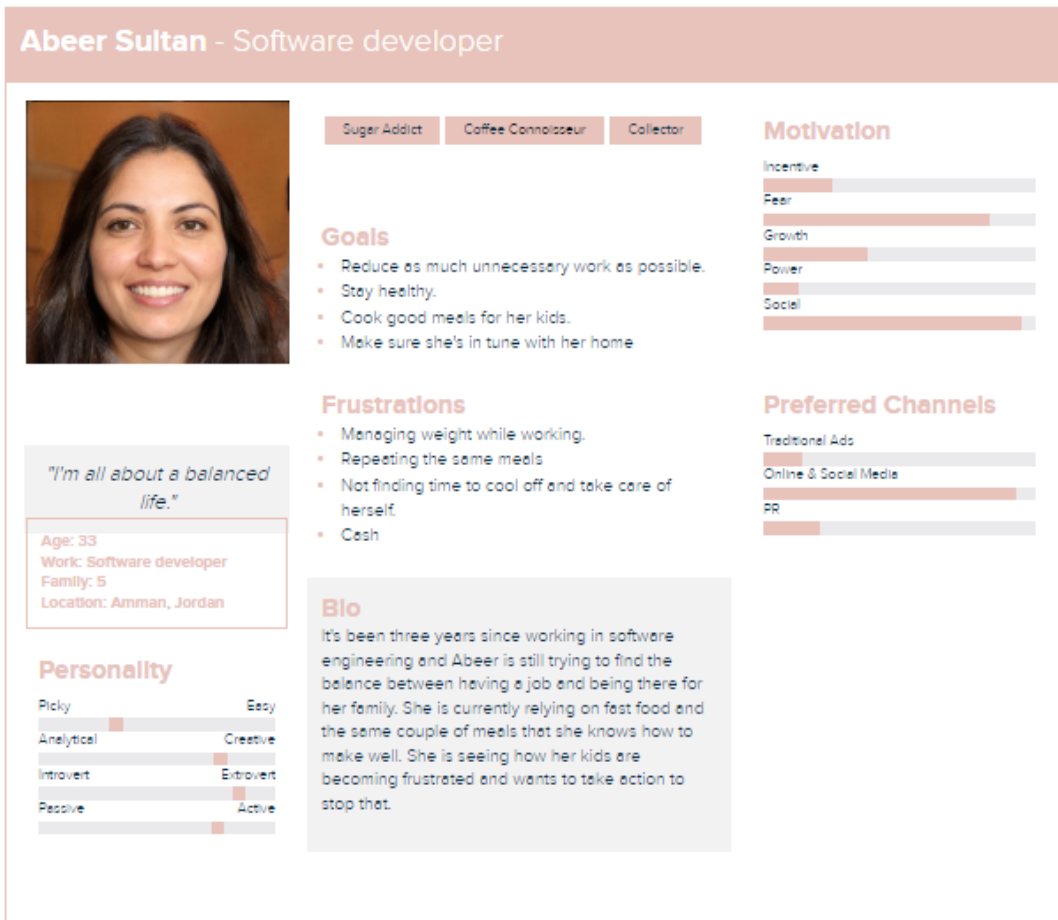 Abeer Sultan - Software developer
Sugar Addict
Coffee Connoisseur
Collector
Goals
Reduce as much unnecessary work as possible.
Stay healthy.
Cook good meals for her kids.
Make sure she's in tune with her home
Frustrations
Managing weight while working.
Repeating the same meals
Not finding time to cool off and take care of
herself.
Cash
Bio
It's been three years since working in software
engineering and Abeer is still trying to find the
balance between having a job and being there for
her family. She is currently relying on fast food and
the same couple of meals that she knows how to
make well. She is seeing how her kids are
becoming frustrated and wants to take action to
stop that.
"I'm all about a balanced
life."
Age: 33
Work: Software developer
Family: 5
Location: Amman, Jordan
Personality
Picky Easy
Analytical Creative
Introvert Extrovert
Passive Active
Motivation
Incentive
Fear
Growth
Power
Social
Preferred Channels
Traditional Ads
Online & Social Media
PR